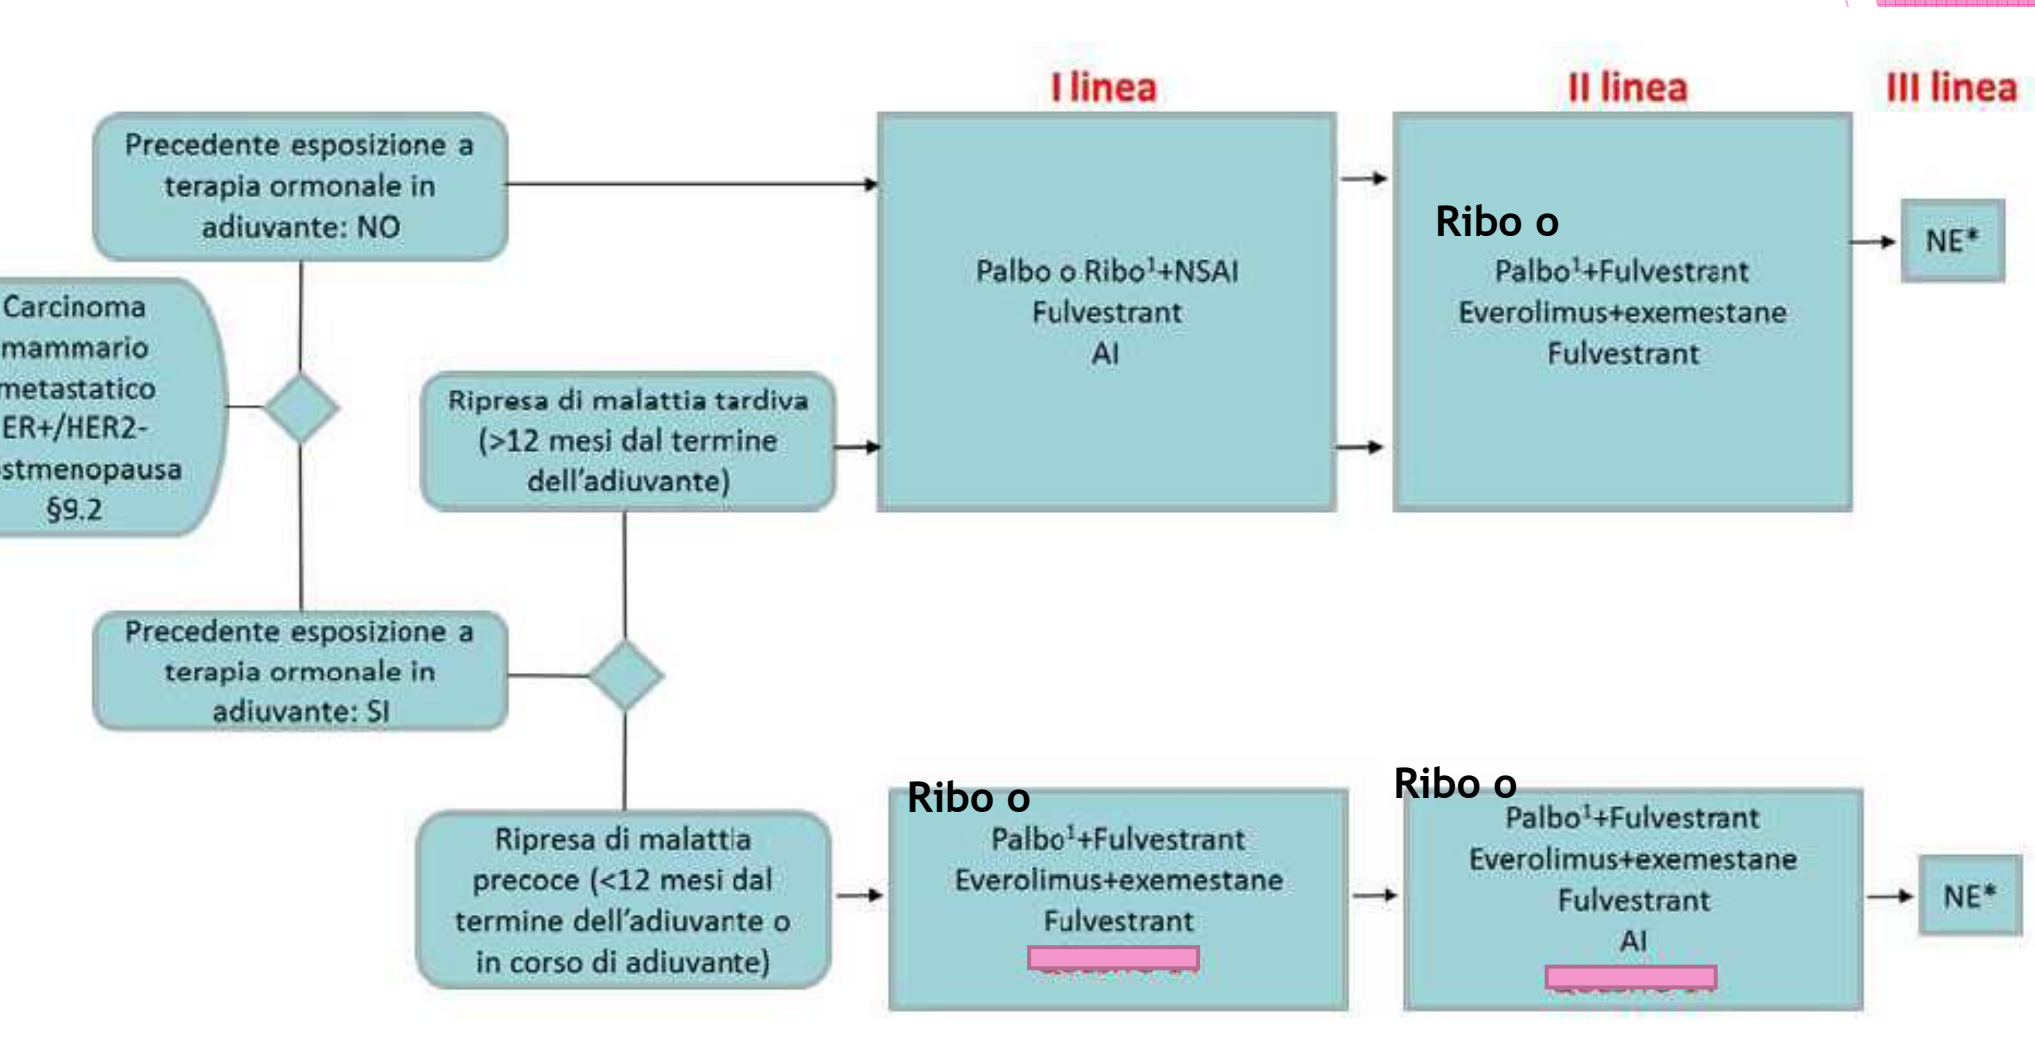 I linea
II linea
III linea
Precedente esposizione a
terapia ormonale in
adiuvante: NO
Palbo o Ribo¹+NSAI
Fulvestrant
AI
Ribo o
Palbo¹+Fulvestrant
Everolimus+exemestane
Fulvestrant
NE*
Carcinoma
mammario
metastatico
ER+/HER2-
stmenopausa
§9.2
Ripresa di malattia tardiva
(>12 mesi dal termine
dell'adiuvante)
Precedente esposizione a
terapia ormonale in
adiuvante: SI
Ripresa di malattia
precoce (<12 mesi dal
termine dell'adiuvante o
in corso di adiuvante)
Ribo o
Palbo¹+Fulvestrant
Everolimus+exemestane
Fulvestrant
Ribo o
Palbo¹+Fulvestrant
Everolimus+exemestane
Fulvestrant
AI
NE*